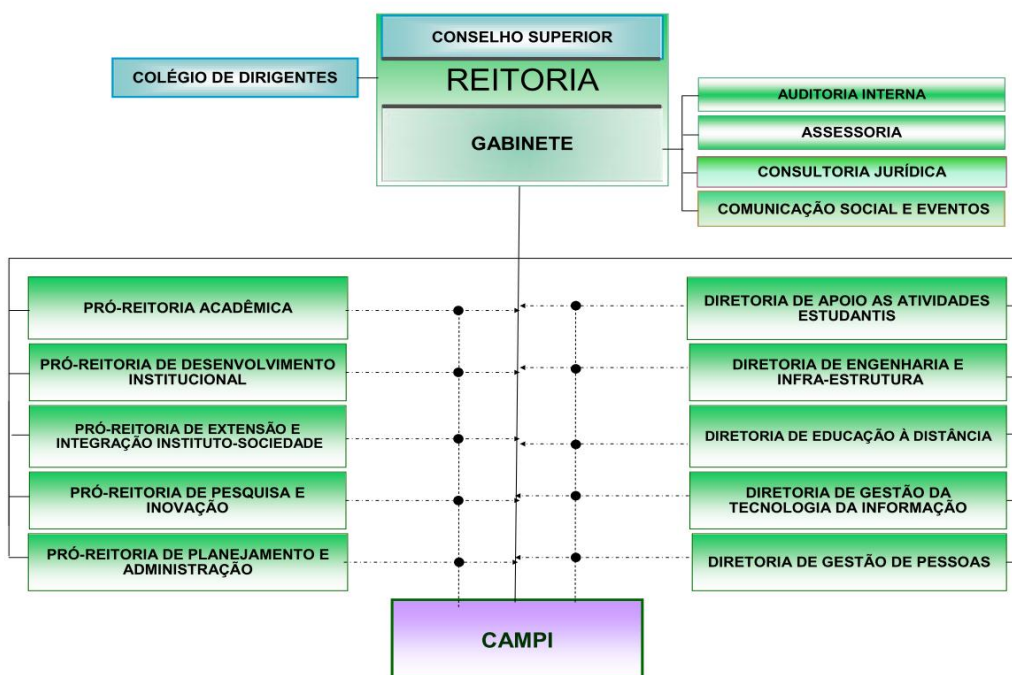 CONSELHO SUPERIOR
COLÉGIO DE DIRIGENTES
REITORIA
GABINETE
AUDITORIA INTERNA
ASSESSORIA
CONSULTORIA JURÍDICA
COMUNICAÇÃO SOCIAL E EVENTOS
PRÓ-REITORIA ACADÊMICA
PRÓ-REITORIA DE DESENVOLVIMENTO
INSTITUCIONAL
PRÓ-REITORIA DE EXTENSÃO E
INTEGRAÇÃO INSTITUTO-SOCIEDADE
PRÓ-REITORIA DE PESQUISA E
INOVAÇÃO
PRÓ-REITORIA DE PLANEJAMENTO E
ADMINISTRAÇÃO
DIRETORIA DE APOIO AS ATIVIDADES
ESTUDANTIS
DIRETORIA DE ENGENHARIA E
INFRA-ESTRUTURA
DIRETORIA DE EDUCAÇÃO À DISTÂNCIA
DIRETORIA DE GESTÃO DA
TECNOLOGIA DA INFORMAÇÃO
DIRETORIA DE GESTÃO DE PESSOAS
CAMPI